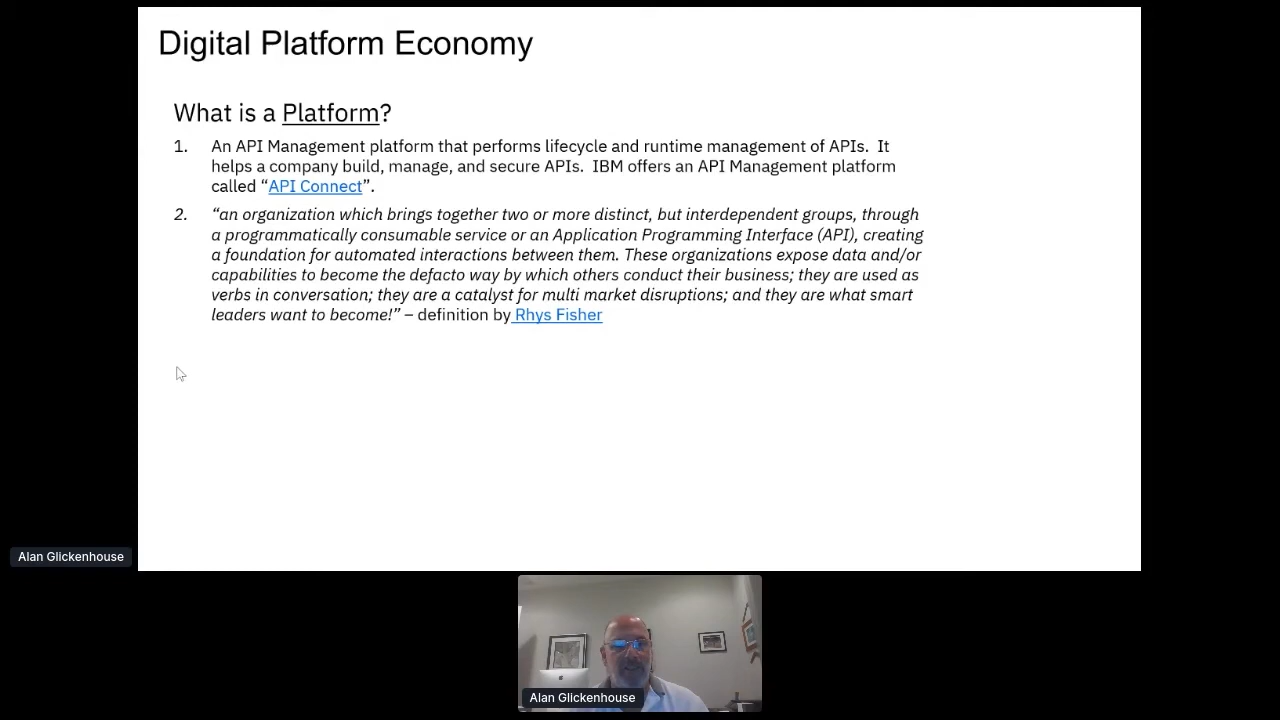 Digital Platform Economy
What is a Platform?
1. An API Management platform that performs lifecycle and runtime management of APIs. It
helps a company build, manage, and secure APIs. IBM offers an API Management platform
called “API Connect”.
2. “an organization which brings together two or more distinct, but interdependent groups, through
a programmatically consumable service or an Application Programming Interface (API), creating
a foundation for automated interactions between them. These organizations expose data and/or
capabilities to become the defacto way by which others conduct their business; they are used as
verbs in conversation; they are a catalyst for multi market disruptions; and they are what smart
leaders want to become!” – definition by Rhys Fisher
Alan Glickenhouse
Alan Glickenhouse